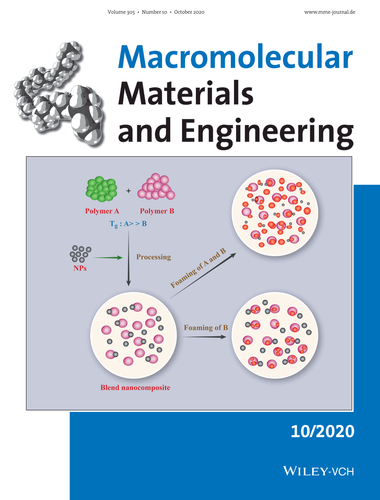 Volume 305 • Number 10 • October 2020
www.mme-journal.de
Macromolecular
Materials
and Engineering
Polymer A + Polymer B
Tg : A> > B
NPs
Processing
Foaming of A and B
Foaming of B
Blend nanocomposite
10/2020
WILEY-VCH